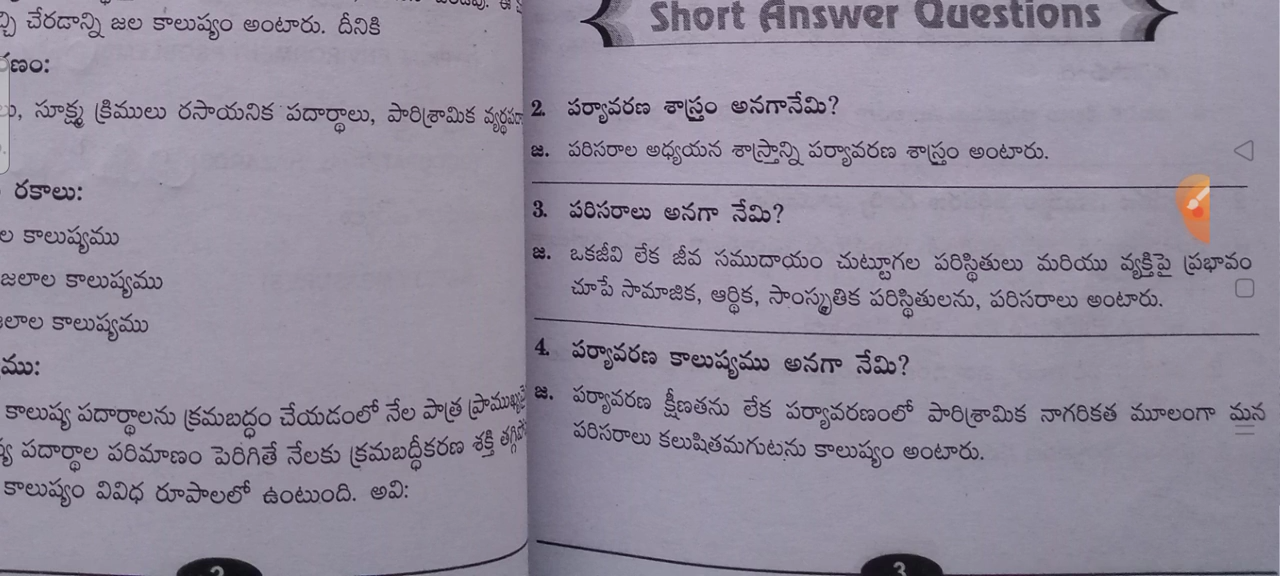 చేరడాన్ని జల కాలుష్యం అంటారు. దీనికి
సూక్ష్మ క్రిములు రసాయనిక పదార్థాలు, పారిశ్రామిక
రకాలు:
కాలుష్యము
జలాల కాలుష్యము
కాలుష్యము
కాలుష్య పదార్థాలను క్రమబద్ధం చేయడంలో నేల పాత్ర
పదార్థాల పరిమాణం పెరిగితే నేలకు క్రమబద్ధీకరణ శక్తి
కాలుష్యం వివిధ రూపాలలో ఉంటుంది. అవి:
2
Short Answer Questions
2. పర్యావరణ శాస్త్రం అనగానేమి?
జ. పరిసరాల అధ్యయన శాస్త్రాన్ని పర్యావరణ శాస్త్రం అంటారు.
3. పరిసరాలు అనగా నేమి?
జ. ఒకజీవి లేక జీవ సముదాయం చుట్టూగల పరిస్థితులు మరియు వ్యక్తిపై ప్రభావం
చూపే సామాజిక, ఆర్థిక, సాంస్కృతిక పరిస్థితులను, పరిసరాలు అంటారు.
4. పర్యావరణ కాలుష్యము అనగా నేమి?
జ. పర్యావరణ క్షీణతను లేక పర్యావరణంలో పారిశ్రామిక నాగరికత మూలంగా మన
పరిసరాలు కలుషితమగుటను కాలుష్యం అంటారు.
3